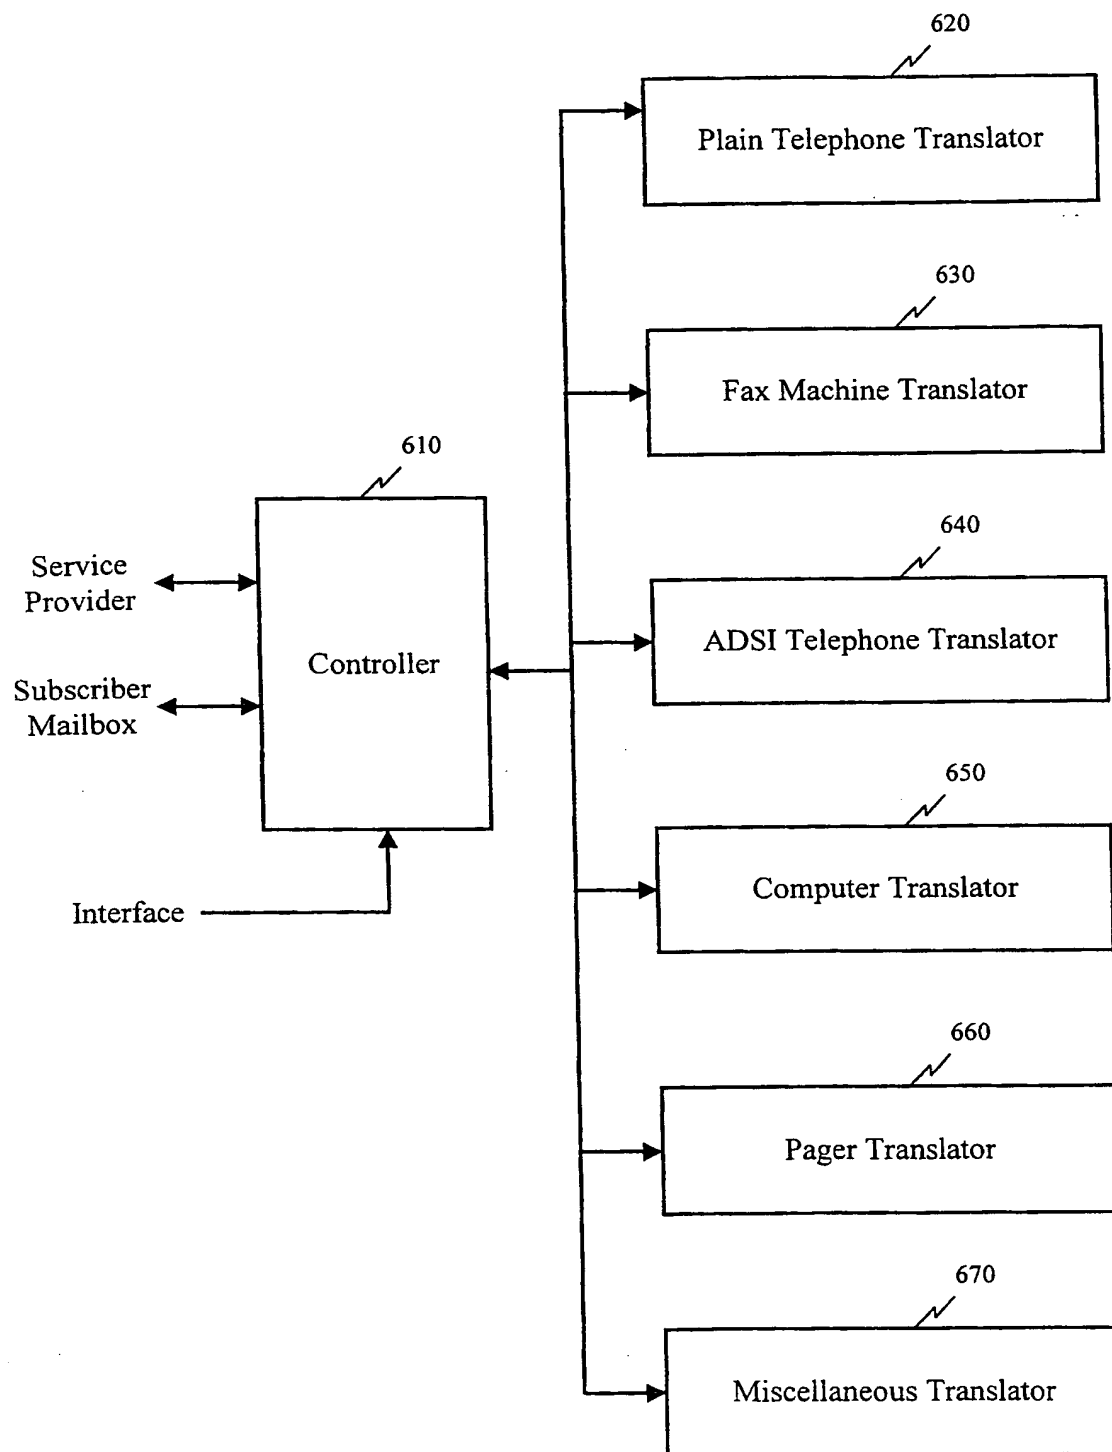 620
Plain Telephone Translator
630
Fax Machine Translator
610
Service
Provider
Subscriber
Mailbox
Controller
Interface
640
ADSI Telephone Translator
650
Computer Translator
660
Pager Translator
670
Miscellaneous Translator